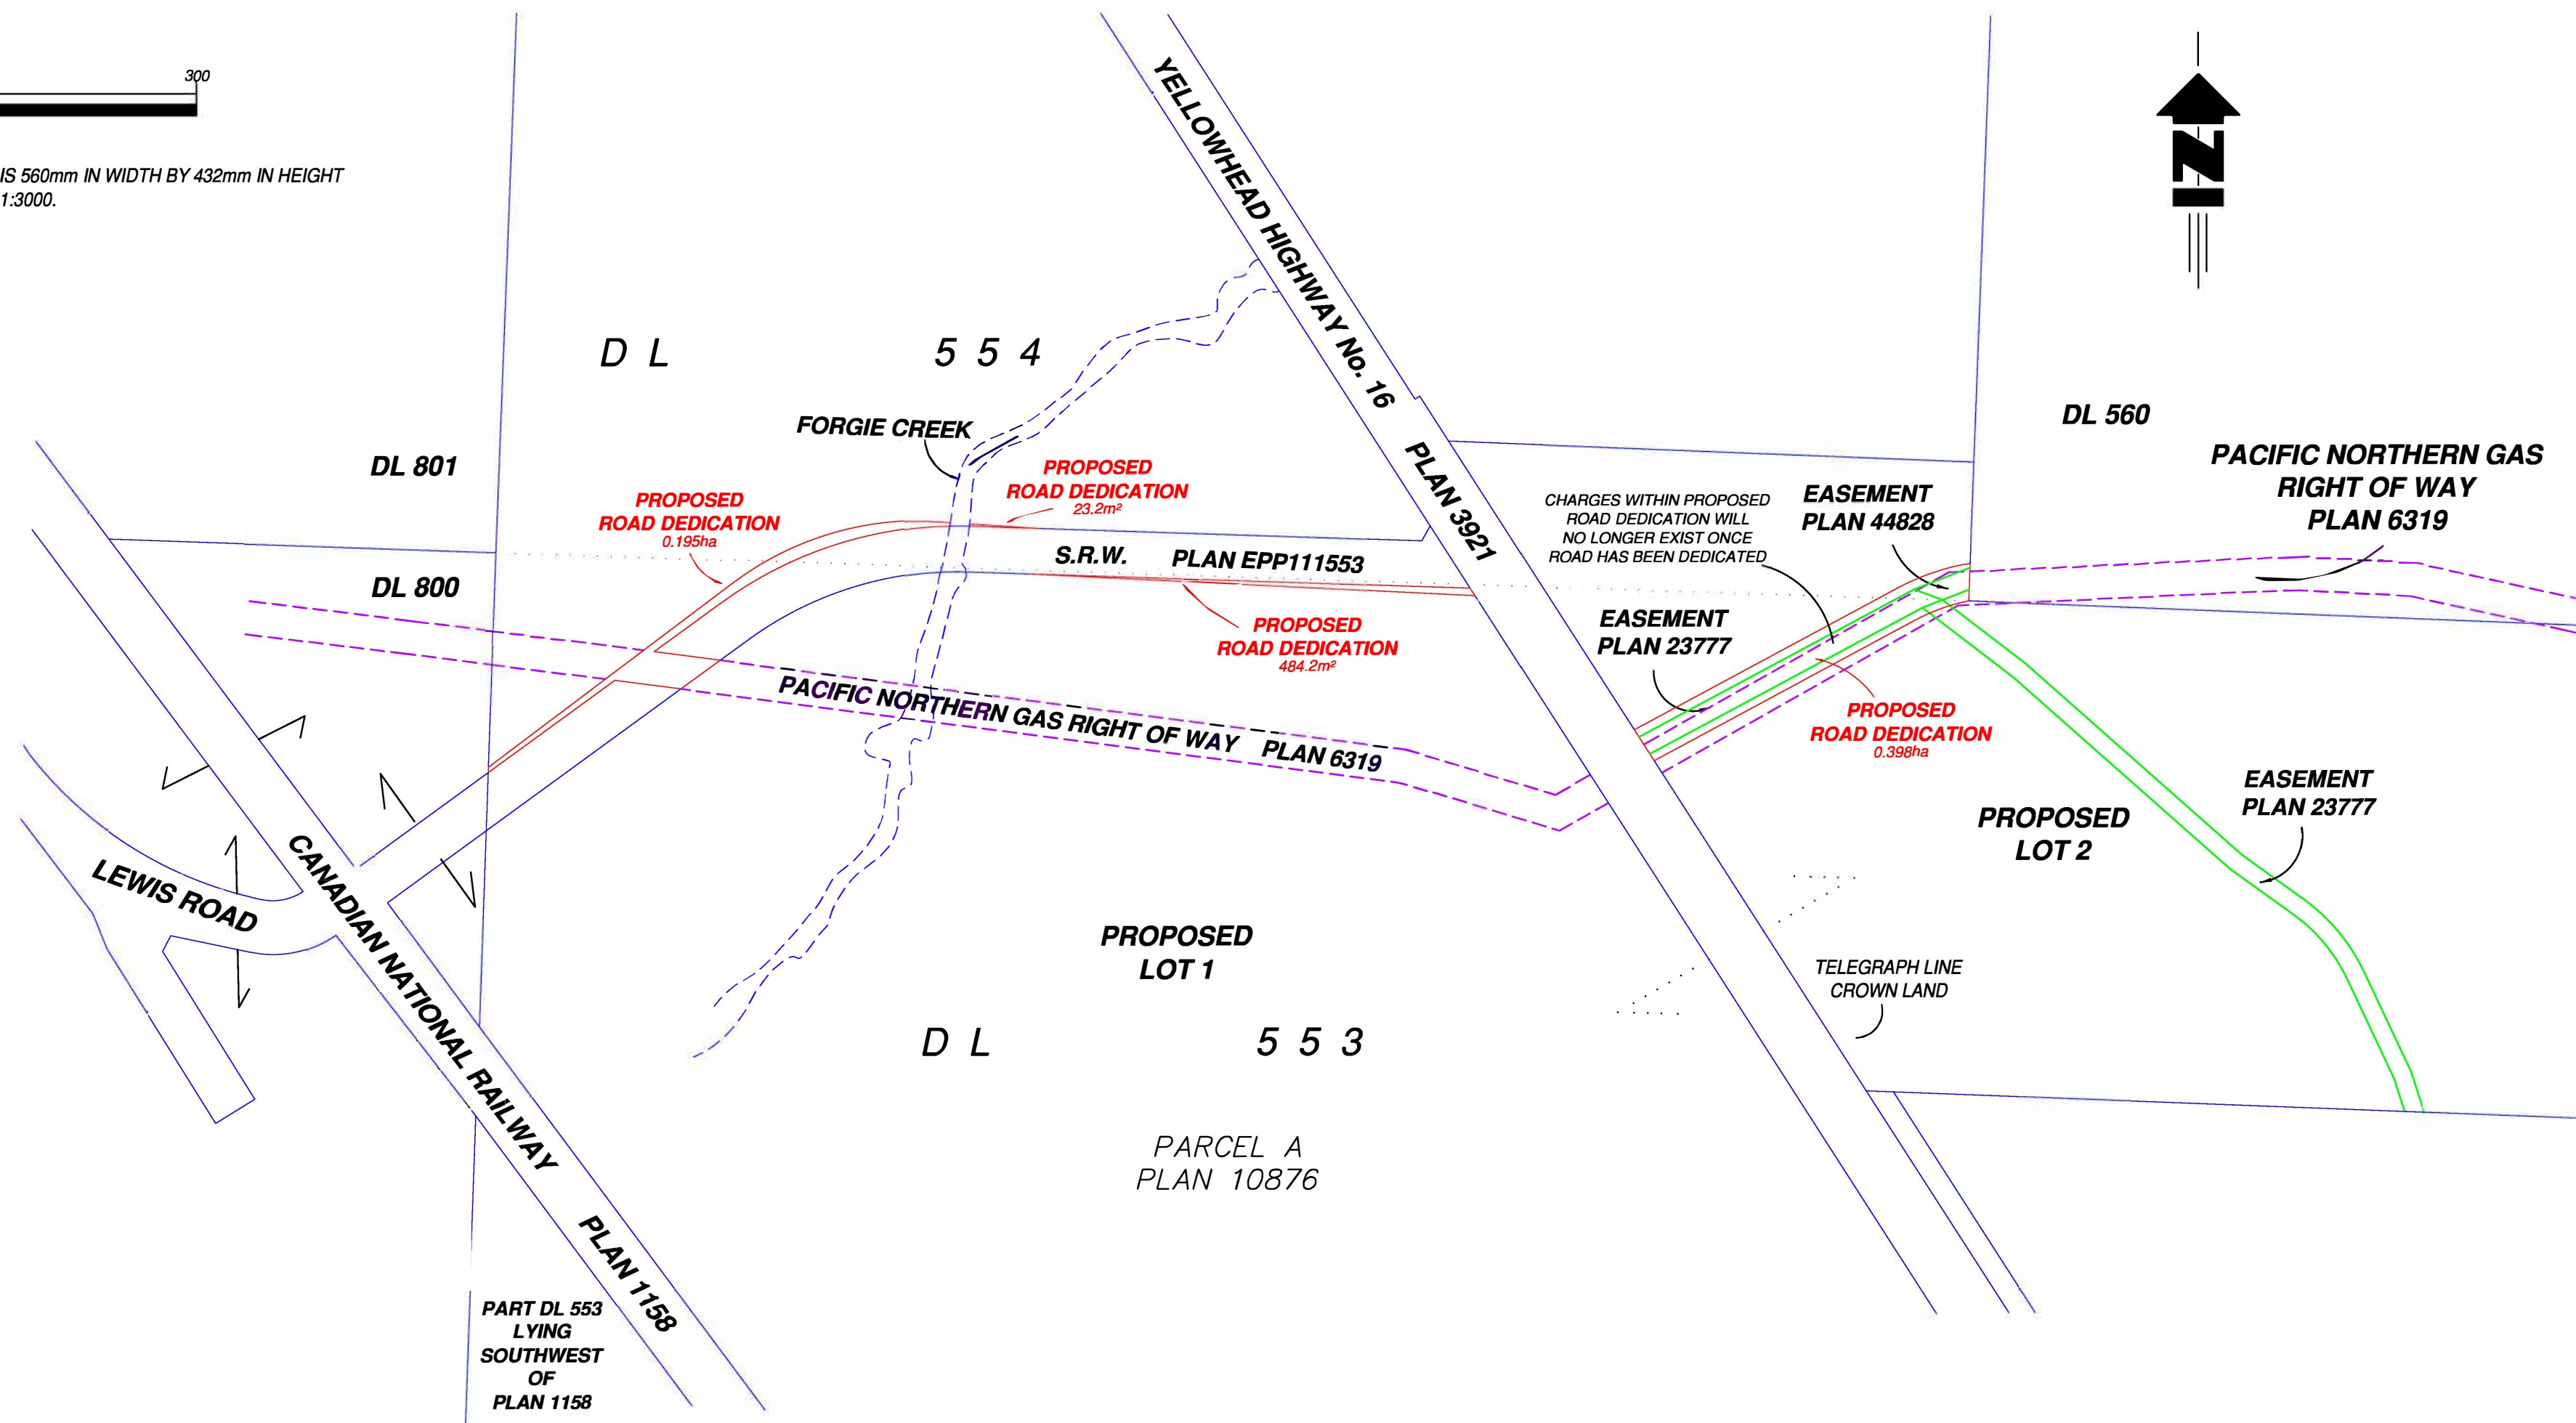 300
IS 560mm IN WIDTH BY 432mm IN HEIGHT
1:3000.
N
YELLOWHEAD HIGHWAY No. 16 PLAN 3921
D L 5 5 4
FORGIE CREEK
DL 801
DL 800
PROPOSED
ROAD DEDICATION
0.195ha
PROPOSED
ROAD DEDICATION
23.2m²
S.R.W. PLAN EPP111553
PROPOSED
ROAD DEDICATION
484.2m²
CHARGES WITHIN PROPOSED
ROAD DEDICATION WILL
NO LONGER EXIST ONCE
ROAD HAS BEEN DEDICATED
EASEMENT
PLAN 44828
DL 560
PACIFIC NORTHERN GAS
RIGHT OF WAY
PLAN 6319
EASEMENT
PLAN 23777
PACIFIC NORTHERN GAS RIGHT OF WAY PLAN 6319
PROPOSED
ROAD DEDICATION
0.398ha
EASEMENT
PLAN 23777
PROPOSED
LOT 2
LEWIS ROAD
CANADIAN NATIONAL RAILWAY PLAN 1158
PROPOSED
LOT 1
TELEGRAPH LINE
CROWN LAND
D L 5 5 3
PARCEL A
PLAN 10876
PART DL 553
LYING
SOUTHWEST
OF
PLAN 1158